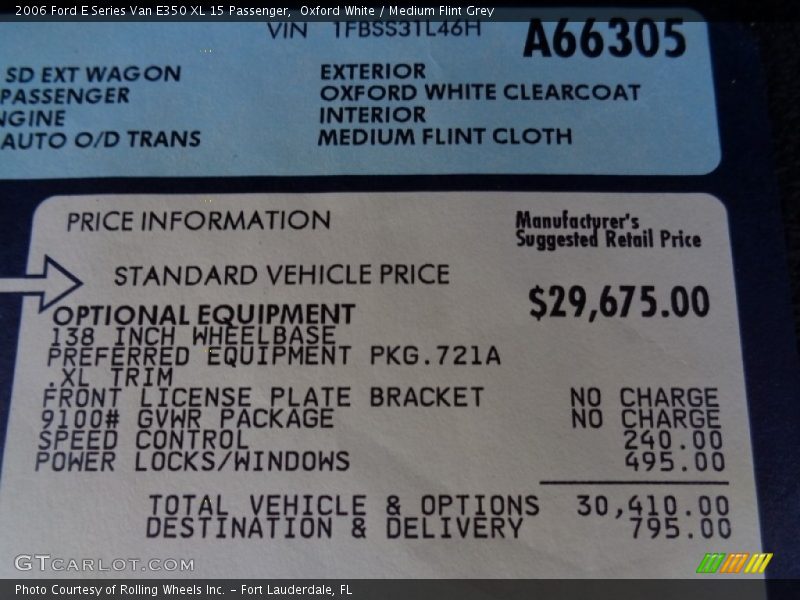 2006 Ford E Series Van E350 XL 15 Passenger, Oxford White / Medium Flint Grey
VIN 1FBSS31L46H
A66305
SD EXT WAGON
PASSENGER
NGINE
AUTO O/D TRANS
EXTERIOR
OXFORD WHITE CLEARCOAT
INTERIOR
MEDIUM FLINT CLOTH
PRICE INFORMATION
Manufacturer's
Suggested Retail Price
STANDARD VEHICLE PRICE
$29,675.00
OPTIONAL EQUIPMENT
138 INCH WHEELBASE
PREFERRED EQUIPMENT PKG.721A
.XL TRIM
FRONT LICENSE PLATE BRACKET NO CHARGE
9100# GVWR PACKAGE NO CHARGE
SPEED CONTROL 240.00
POWER LOCKS/WINDOWS 495.00
TOTAL VEHICLE & OPTIONS 30,410.00
DESTINATION & DELIVERY 795.00
GTCARLOT.COM
Photo Courtesy of Rolling Wheels Inc. - Fort Lauderdale, FL